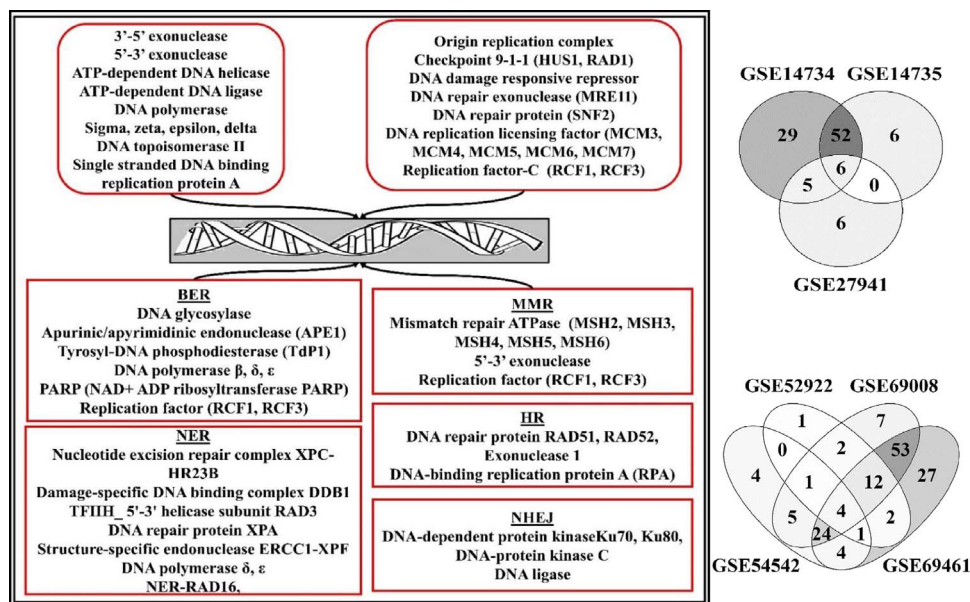 3'-5' exonuclease
5'-3' exonuclease
ATP-dependent DNA helicase
ATP-dependent DNA ligase
DNA polymerase
Sigma, zeta, epsilon, delta
DNA topoisomerase II
Single stranded DNA binding
replication protein A
Origin replication complex
Checkpoint 9-1-1 (HUS1, RAD1)
DNA damage responsive repressor
DNA repair exonuclease (MRE11)
DNA repair protein (SNF2)
DNA replication licensing factor (MCM3,
MCM4, MCM5, MCM6, MCM7)
Replication factor-C (RCF1, RCF3)
BER
DNA glycosylase
Apurinic/apyrimidinic endonuclease (APE1)
Tyrosyl-DNA phosphodiesterase (TdP1)
DNA polymerase β, δ, ε
PARP (NAD+ ADP ribosyltransferase PARP)
Replication factor (RCF1, RCF3)
NER
Nucleotide excision repair complex XPC-
HR23B
Damage-specific DNA binding complex DDB1
TFIIH_ 5'-3' helicase subunit RAD3
DNA repair protein XPA
Structure-specific endonuclease ERCC1-XPF
DNA polymerase δ, ε
NER-RAD16,
MMR
Mismatch repair ATPase (MSH2, MSH3,
MSH4, MSH5, MSH6)
5'-3' exonuclease
Replication factor (RCF1, RCF3)
HR
DNA repair protein RAD51, RAD52,
Exonuclease 1
DNA-binding replication protein A (RPA)
NHEJ
DNA-dependent protein kinaseKu70, Ku80,
DNA-protein kinase C
DNA ligase
GSE14734 GSE14735
29 52 6
6
5 0
6
GSE27941
GSE52922 GSE69008
1 7
0 2 53
4 1 12 27
5 4 2
24 1
4
GSE54542 GSE69461